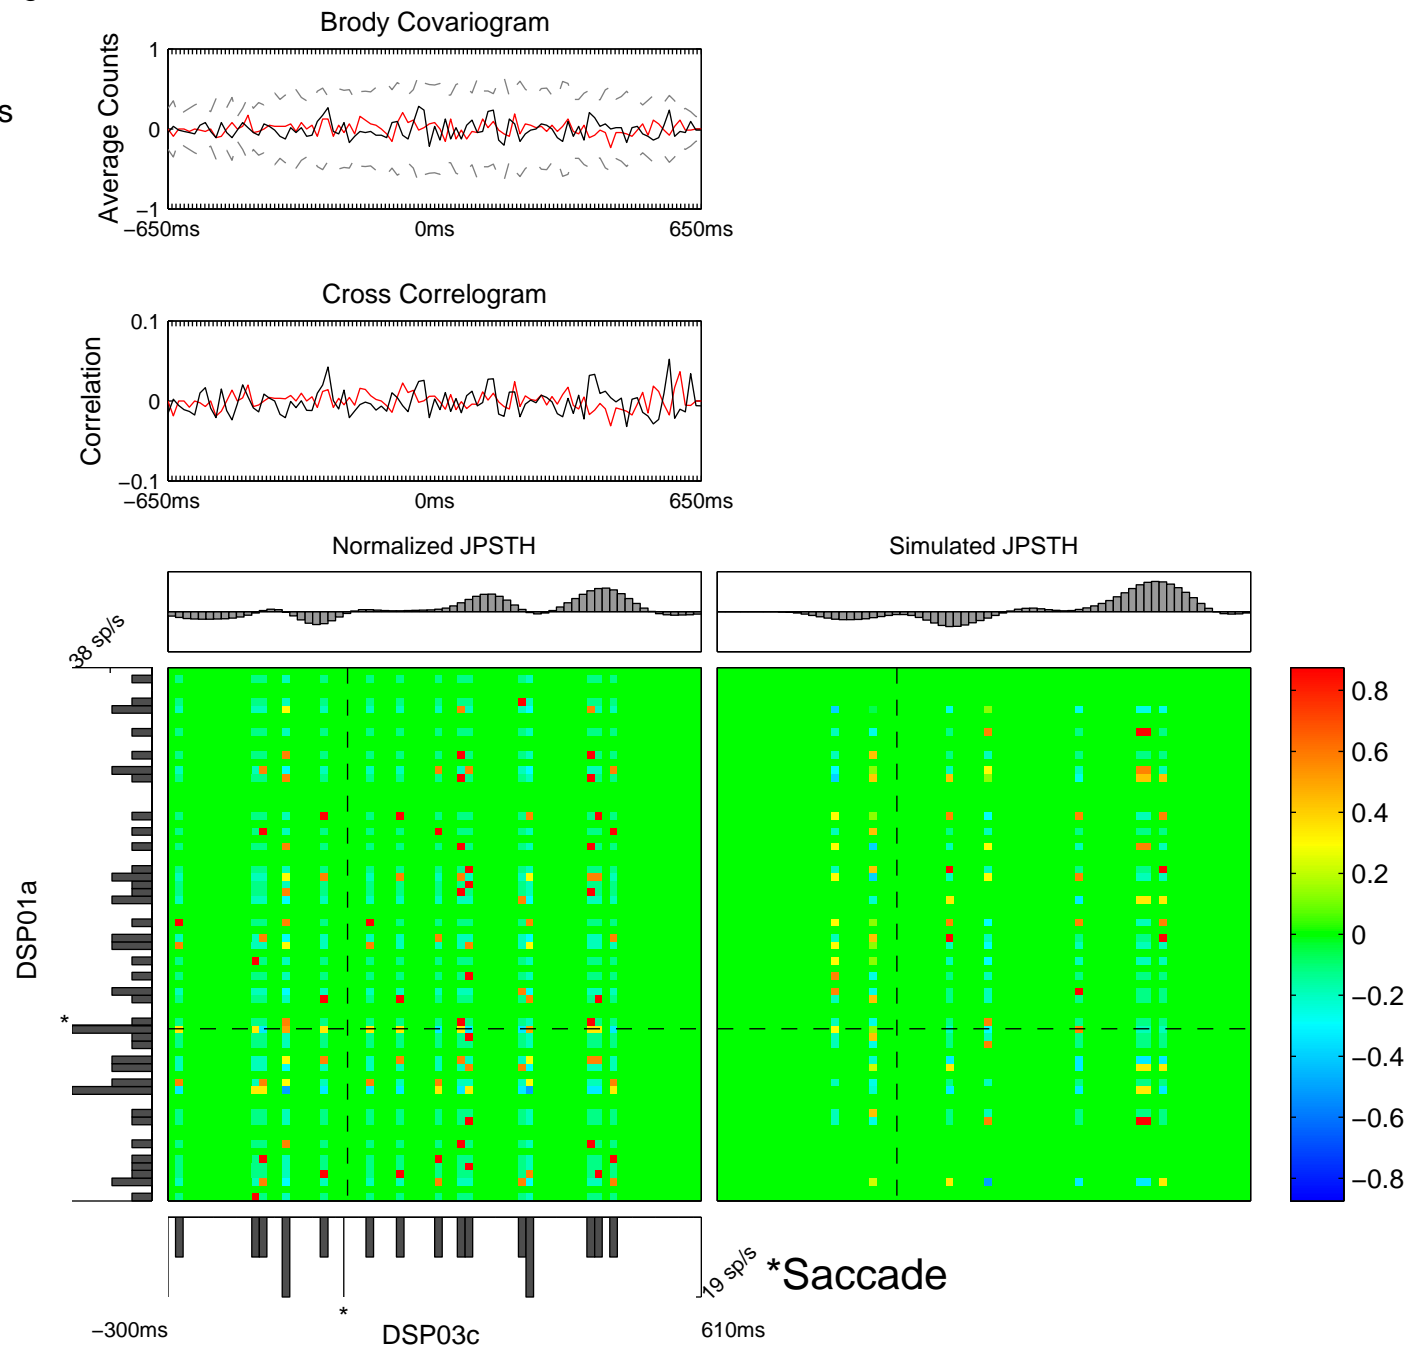 g
Brody Covariogram
s
Average Counts
1
0
−1
−650ms
0ms
650ms
Cross Correlogram
Correlation
0.1
0
−0.1
−650ms
0ms
650ms
Normalized JPSTH
Simulated JPSTH
38 sp/s
DSP01a
*
0.8
0.6
0.4
0.2
0
−0.2
−0.4
−0.6
−0.8
19 sp/s
*Saccade
*
−300ms
DSP03c
610ms